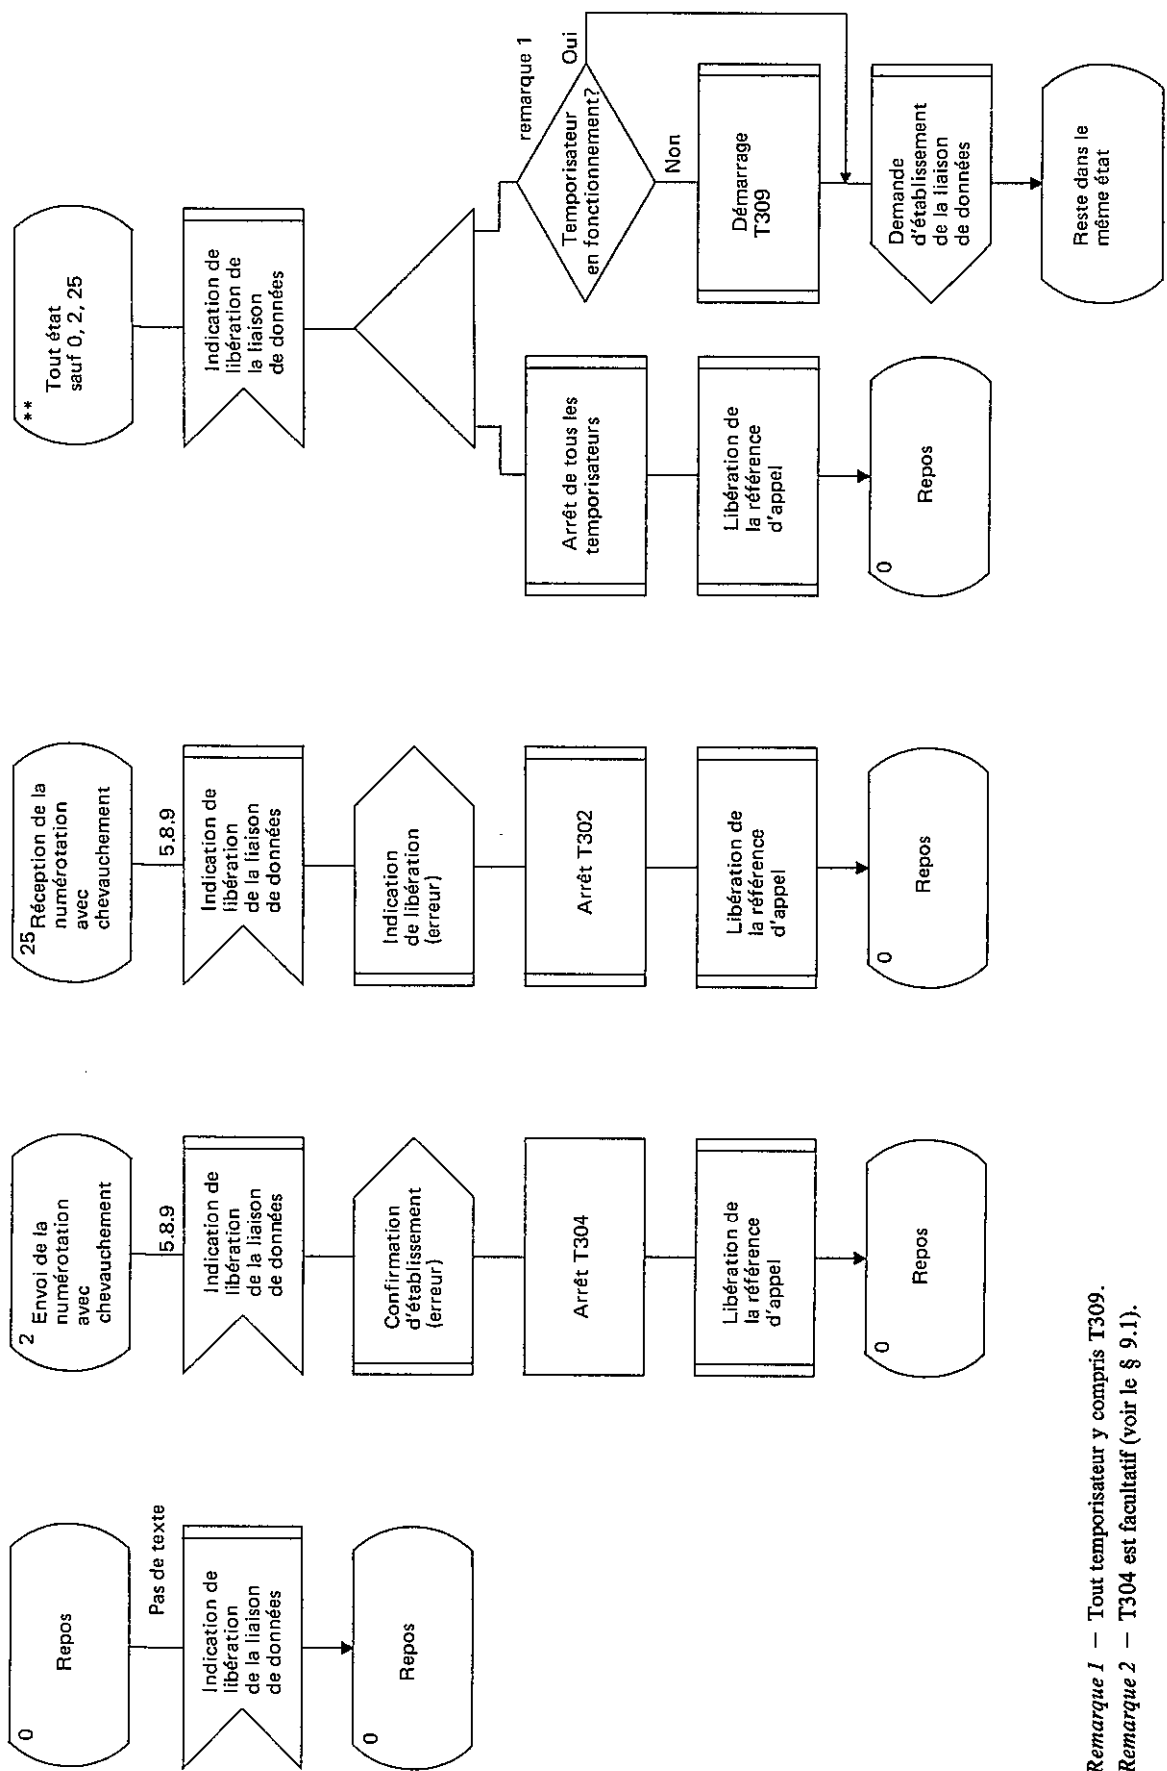 0
Repos
Pas de texte
Indication de
libération
de la liaison
de données
0
Repos
2
Envoi de la
numérotation
avec
chevauchement
5.8.9
Indication de
libération
de la liaison
de données
Confirmation
d'établissement
(erreur)
Arrêt T304
Libération de
la référence
d'appel
0
Repos
25
Réception de la
numérotation
avec
chevauchement
5.8.9
Indication de
libération
de la liaison
de données
Indication
de libération
(erreur)
Arrêt T302
Libération de
la référence
d'appel
0
Repos
**
Tout état
sauf 0, 2, 25
Indication de
libération de
la liaison
de données
Arrêt de tous les
temporisateurs
Libération de
la référence
d'appel
0
Repos
remarque 1
Temporisateur
en fonctionnement?
Oui
Non
Démarrage
T309
Demande
d'établissement
de la liaison
de données
Reste dans le
même état
Remarque 1 — Tout temporisateur y compris T309.
Remarque 2 — T304 est facultatif (voir le § 9.1).